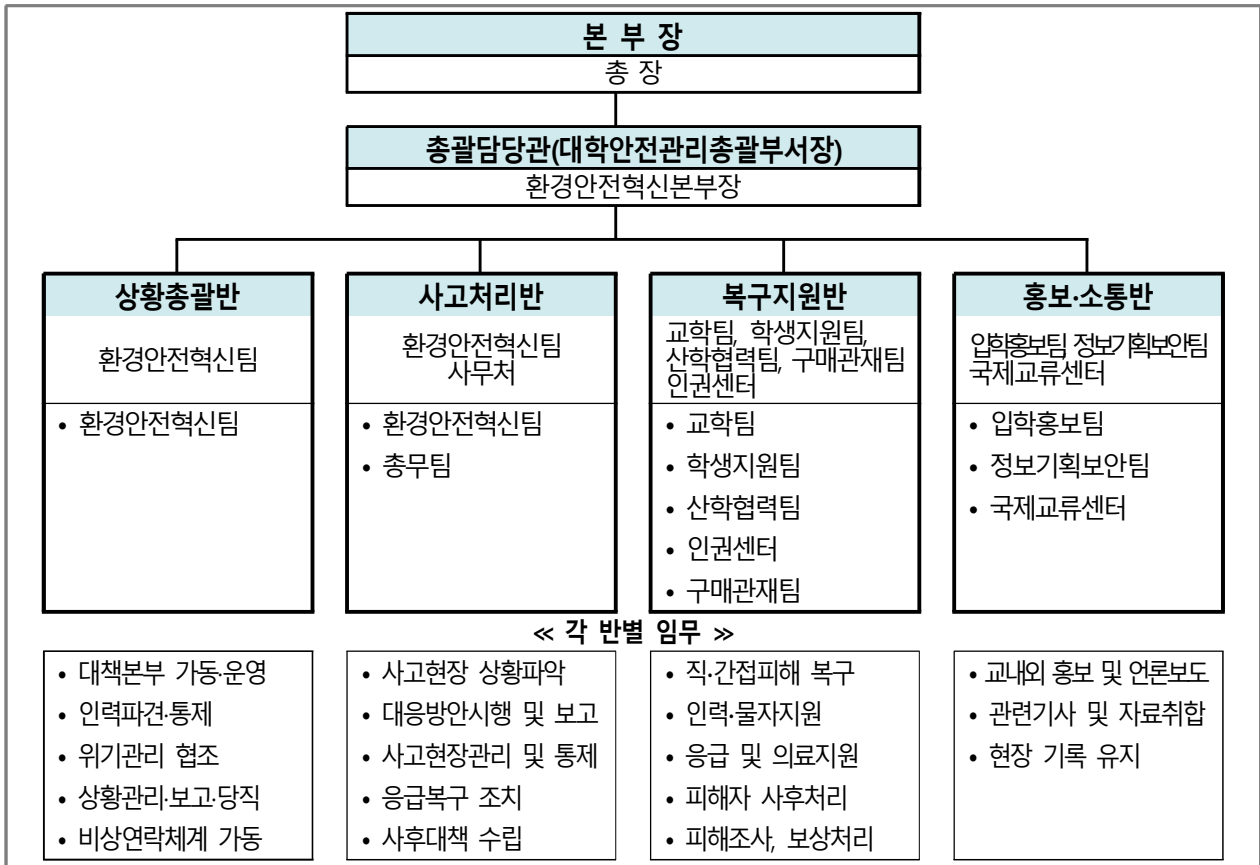 본 부 장
총 장
총괄담당관(대학안전관리총괄부서장)
환경안전혁신본부장
상황총괄반
환경안전혁신팀
• 환경안전혁신팀
사고처리반
환경안전혁신팀
사무처
• 환경안전혁신팀
• 총무팀
복구지원반
교학팀, 학생지원팀,
산학협력팀, 구매관재팀
인권센터
• 교학팀
• 학생지원팀
• 산학협력팀
• 인권센터
• 구매관재팀
홍보·소통반
입학홍보팀, 정보기획보안팀
국제교류센터
• 입학홍보팀
• 정보기획보안팀
• 국제교류센터
≪ 각 반별 임무 ≫
• 대책본부 가동·운영
• 인력파견·통제
• 위기관리 협조
• 상황관리·보고·당직
• 비상연락체계 가동
• 사고현장 상황파악
• 대응방안시행 및 보고
• 사고현장관리 및 통제
• 응급복구 조치
• 사후대책 수립
• 직·간접피해 복구
• 인력·물자지원
• 응급 및 의료지원
• 피해자 사후처리
• 피해조사, 보상처리
• 교내외 홍보 및 언론보도
• 관련기사 및 자료취합
• 현장 기록 유지